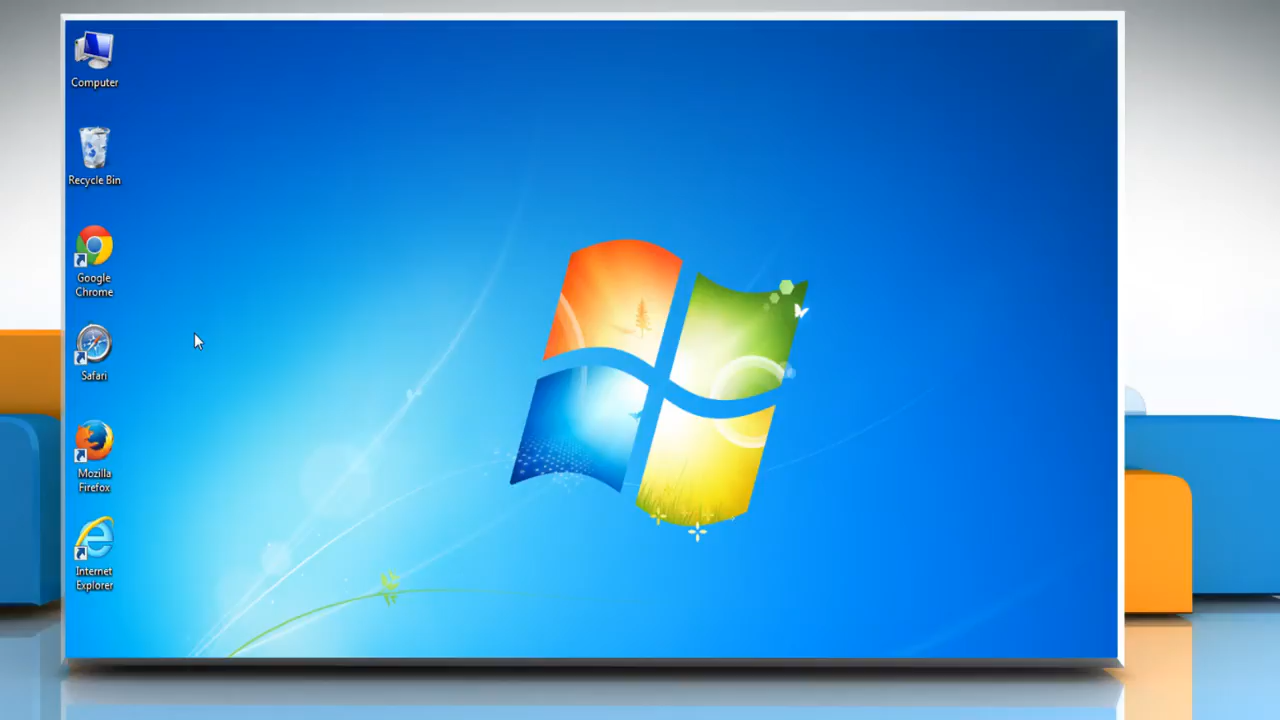 Computer
Recycle Bin
Google
Chrome
Safari
Mozilla
Firefox
Internet
Explorer